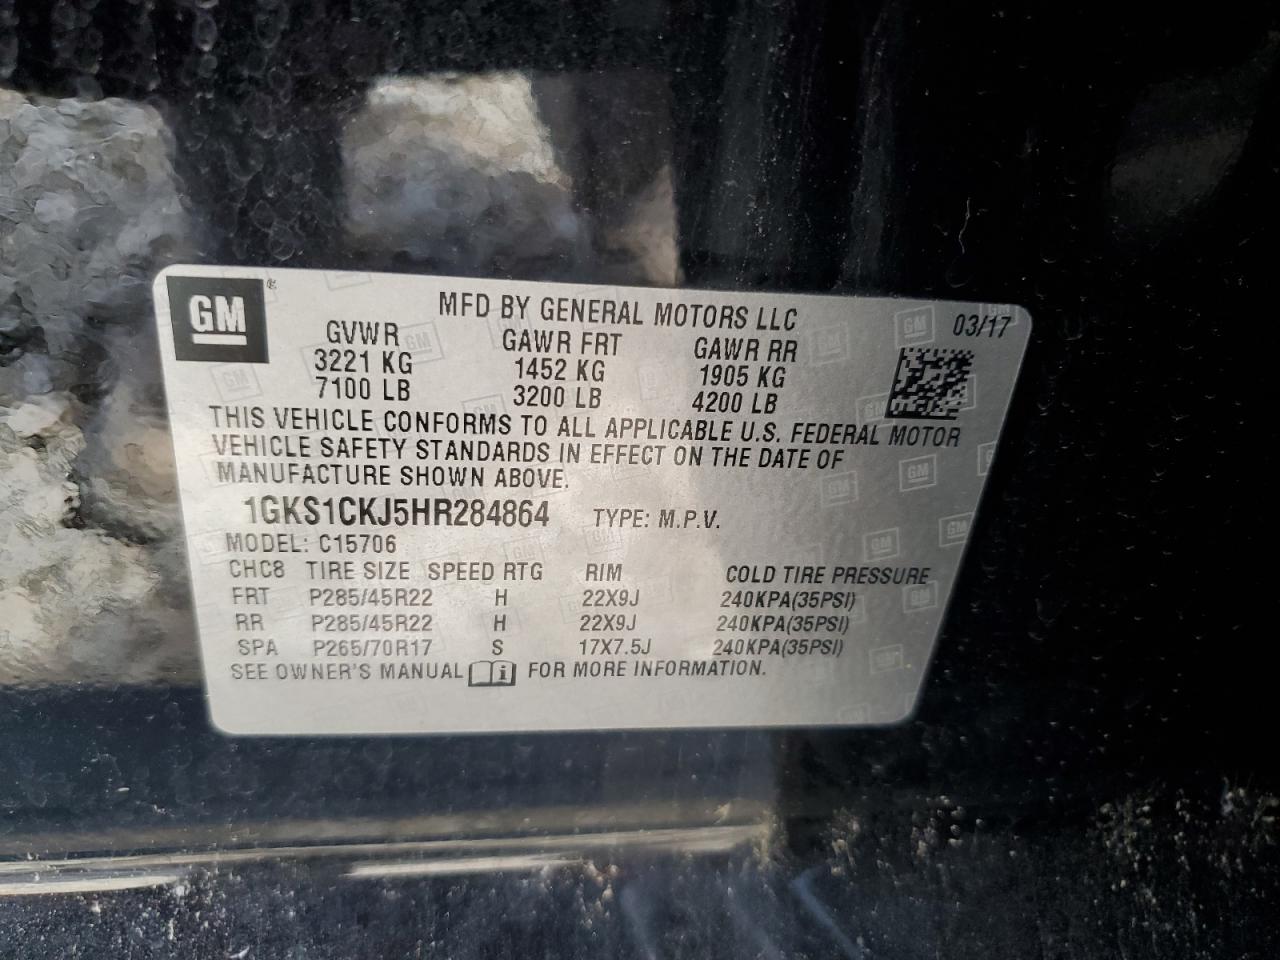 GM ®
MFD BY GENERAL MOTORS LLC
03/17
GVWR GAWR FRT GAWR RR
3221 KG 1452 KG 1905 KG
7100 LB 3200 LB 4200 LB
THIS VEHICLE CONFORMS TO ALL APPLICABLE U.S. FEDERAL MOTOR
VEHICLE SAFETY STANDARDS IN EFFECT ON THE DATE OF
MANUFACTURE SHOWN ABOVE.
1GKS1CKJ5HR284864 TYPE: M.P.V.
MODEL: C15706
CHC8 TIRE SIZE SPEED RTG RIM COLD TIRE PRESSURE
FRT P285/45R22 H 22X9J 240KPA(35PSI)
RR P285/45R22 H 22X9J 240KPA(35PSI)
SPA P265/70R17 S 17X7.5J 240KPA(35PSI)
SEE OWNER'S MANUAL i FOR MORE INFORMATION.